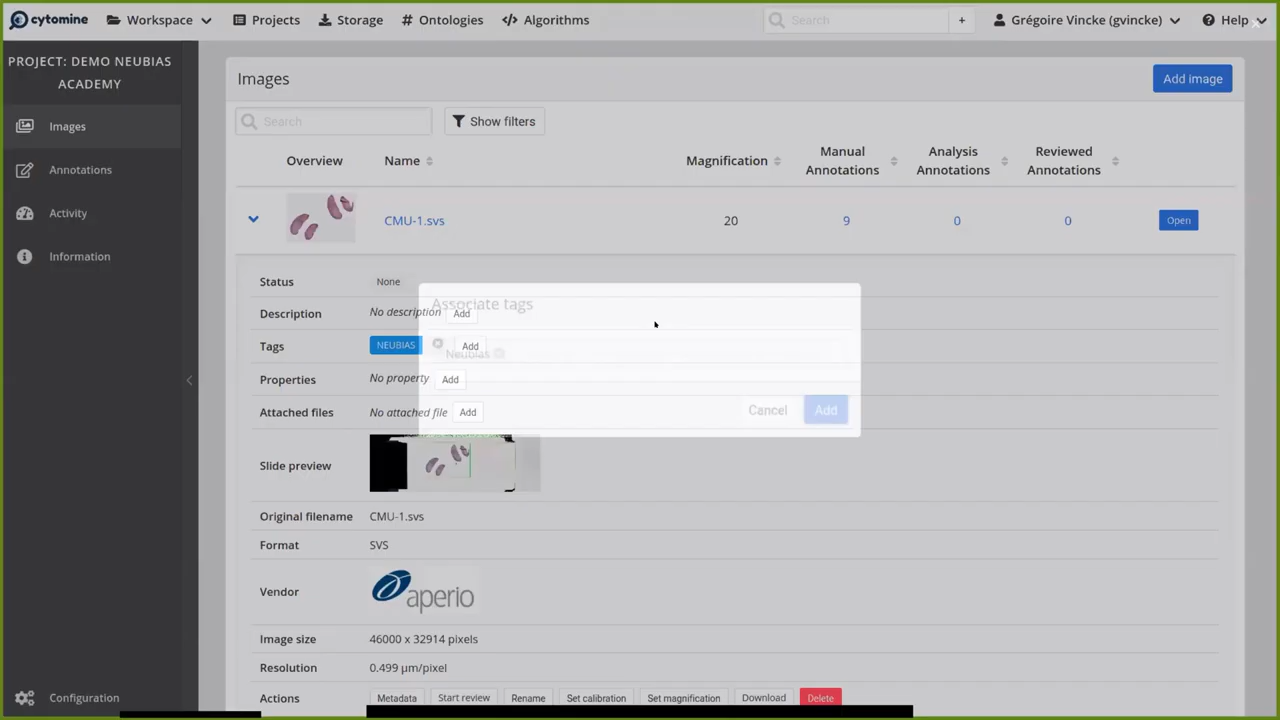 cytomine Workspace Projects Storage Ontologies Algorithms Search + Grégoire Vincke (gvincke) Help
PROJECT: DEMO NEUBIAS
ACADEMY
Images
Annotations
Activity
Information
Configuration
Images Add image
Search Show filters
Overview Name Magnification Manual Annotations Analysis Annotations Reviewed Annotations
CMU-1.svs 20 9 0 0 Open
Status None
Associate tags
Description No description Add
Tags NEUBIAS Add
Neubias
Properties No property Add
Attached files No attached file Add
Cancel Add
Slide preview
Original filename CMU-1.svs
Format SVS
Vendor aperio
Image size 46000 x 32914 pixels
Resolution 0.499 µm/pixel
Actions Metadata Start review Rename Set calibration Set magnification Download Delete